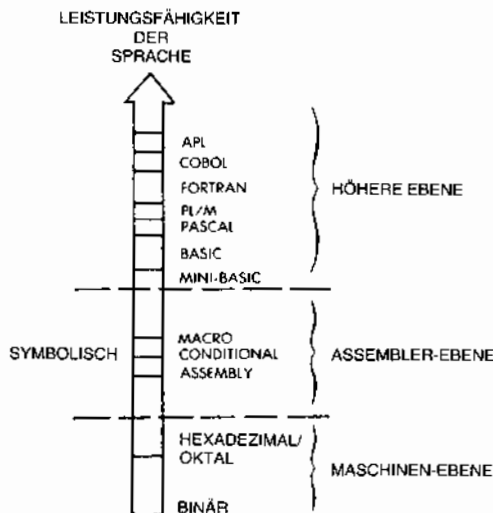 LEISTUNGSFÄHIGKEIT
DER
SPRACHE
APL
COBOL
FORTRAN
HÖHERE EBENE
PL/M
PASCAL
BASIC
MINI-BASIC
MACRO
SYMBOLISCH
CONDITIONAL
ASSEMBLER-EBENE
ASSEMBLY
HEXADEZIMAL/
OKTAL
MASCHINEN-EBENE
BINÄR